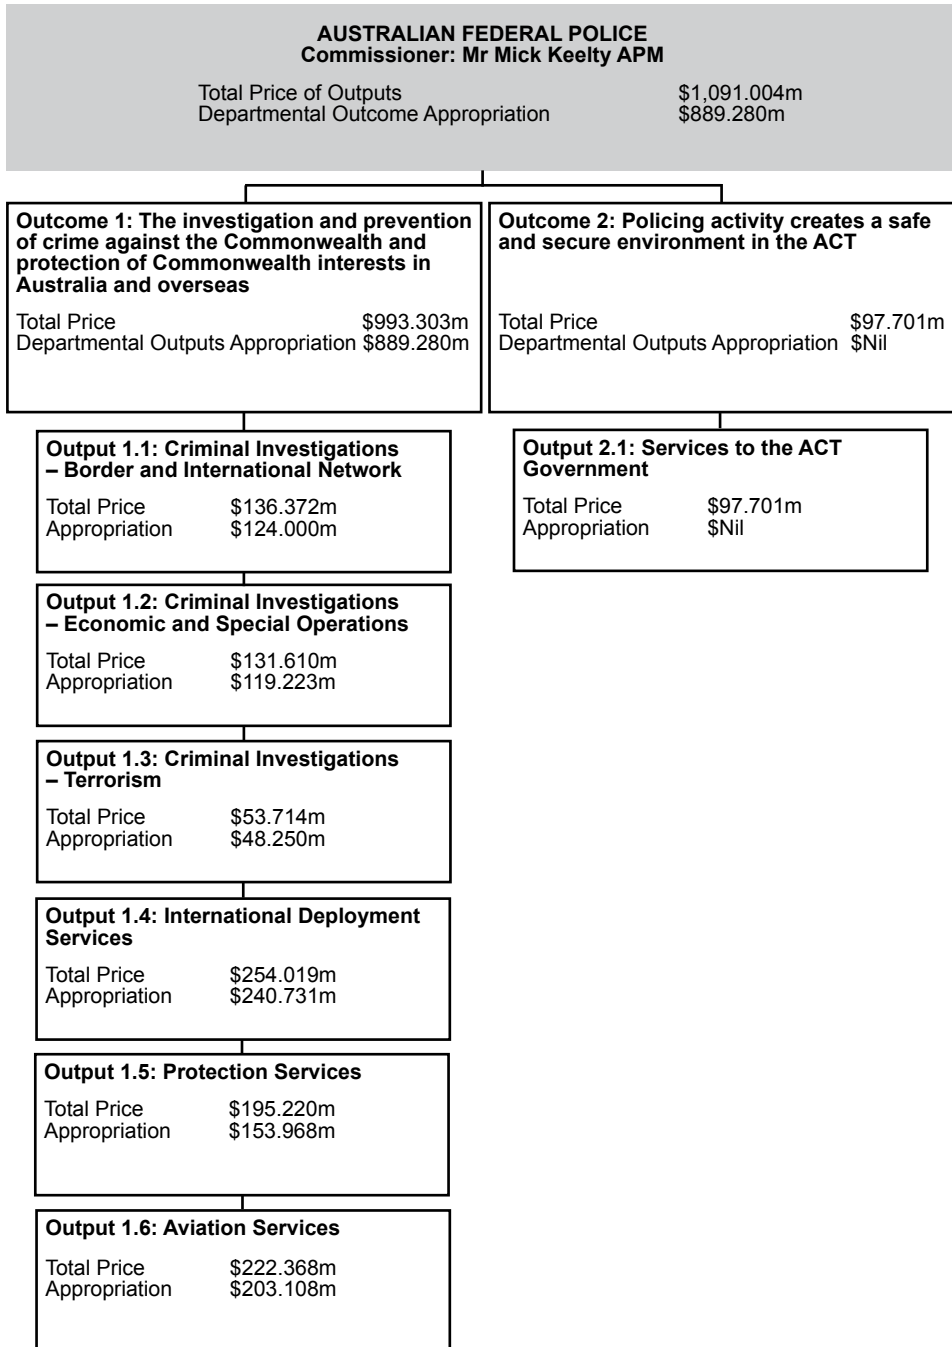 AUSTRALIAN FEDERAL POLICE
Commissioner: Mr Mick Keelty APM
Total Price of Outputs $1,091.004m
Departmental Outcome Appropriation $889.280m
Outcome 1: The investigation and prevention
of crime against the Commonwealth and
protection of Commonwealth interests in
Australia and overseas
Total Price $993.303m
Departmental Outputs Appropriation $889.280m
Outcome 2: Policing activity creates a safe
and secure environment in the ACT
Total Price $97.701m
Departmental Outputs Appropriation $Nil
Output 1.1: Criminal Investigations
– Border and International Network
Total Price $136.372m
Appropriation $124.000m
Output 2.1: Services to the ACT
Government
Total Price $97.701m
Appropriation $Nil
Output 1.2: Criminal Investigations
– Economic and Special Operations
Total Price $131.610m
Appropriation $119.223m
Output 1.3: Criminal Investigations
– Terrorism
Total Price $53.714m
Appropriation $48.250m
Output 1.4: International Deployment
Services
Total Price $254.019m
Appropriation $240.731m
Output 1.5: Protection Services
Total Price $195.220m
Appropriation $153.968m
Output 1.6: Aviation Services
Total Price $222.368m
Appropriation $203.108m